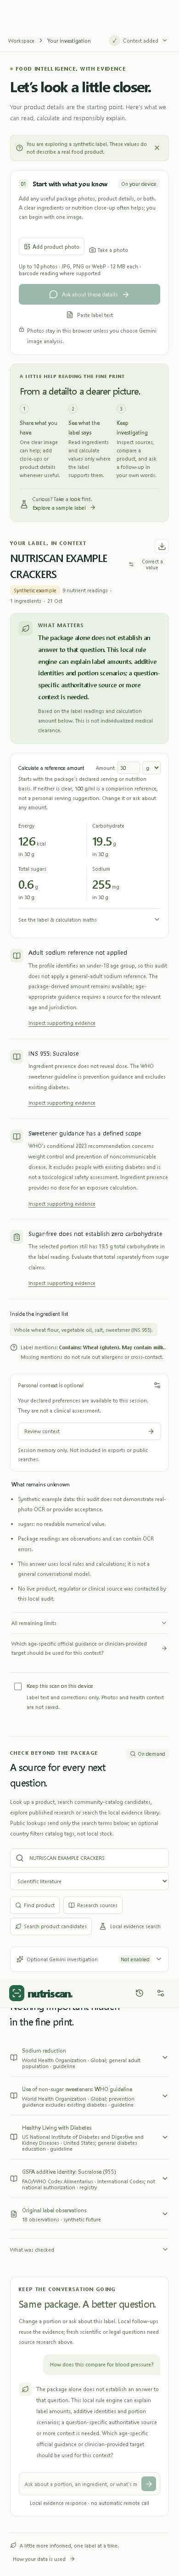 Workspace > Your investigation
Context added
FOOD INTELLIGENCE, WITH EVIDENCE
Let's look a little closer.
Your product details are the starting point. Here's what we can read, calculate and responsibly explain.
You are exploring a synthetic label. These values do not describe a real food.
Start with what you know
On your device
Add any useful package photos, product details, or both. A clear ingredients or nutrition close-up often helps; you can begin with one image.
Add product photo
Take a photo
Up to 10 photos · JPG, PNG or WebP · 12 MB each · barcode reading where supported
Ask about these details →
Paste label text
Photos stay in this browser unless you choose Gemini image analysis.
A LITTLE HELP READING THE FINE PRINT
From a detail to a clearer picture.
1
Share what you have.
One clear image can help; add close-ups or product details whenever useful.
2
See what the label says
Read ingredients and calculate values only where the label supports them.
3
Keep investigating
Inspect sources, compare a product, and ask a follow-up in your own words.
Curious? Take a look first.
Explore a sample label →
YOUR LABEL, IN CONTEXT
NUTRISCAN EXAMPLE CRACKERS
Correct a value
Synthetic example
9 nutrient readings ·
1 ingredients · 21 Oct
WHAT MATTERS
The package alone does not establish an answer to that question. This local rule engine can explain label amounts, additive identities and portion scenarios; a question-specific authoritative source or more context is needed.
Based on the label readings and calculation amount below. This is not individualized medical clearance.
Calculate a reference amount
Amount
30
g
Starts with the package's declared serving or nutrition basis. If neither is clear, 100 g/ml is a comparison reference, not a personal serving suggestion. Change it or ask about any amount.
Energy
126 kcal
in 30 g
Carbohydrate
19.5 g
in 30 g
Total sugars
0.6 g
in 30 g
Sodium
255 mg
in 30 g
See the label & calculation maths
Adult sodium reference not applied
The profile identifies an under-18 age group, so this audit does not apply a general-adult sodium reference. The package-derived amount remains available; age-appropriate guidance requires a source for the relevant age and jurisdiction.
Inspect supporting evidence
INS 955: Sucralose
Ingredient presence does not reveal dose. The WHO sweetener guideline is prevention guidance and excludes existing diabetes.
Inspect supporting evidence
Sweetener guidance has a defined scope
WHO's conditional 2023 recommendation concerns weight control and prevention of noncommunicable disease. It excludes people with existing diabetes and is not a toxicological safety assessment. Ingredient presence provides no dose for an exposure calculation.
Inspect supporting evidence
Sugar-free does not establish zero carbohydrate
The selected portion still has 19.5 g total carbohydrate in the label reading. Evaluate that total separately from sugar claims.
Inspect supporting evidence
Inside the ingredient list
Whole wheat flour, vegetable oil, salt, sweetener (INS 955).
Label mentions: Contains: Wheat (gluten). May contain milk..
Missing mentions do not rule out allergens or cross-contact.
Personal context is optional
Your declared preferences are available to this session. They are not a clinical assessment.
Review context →
Session memory only. Not included in exports or public searches.
What remains unknown
• Synthetic example data: this audit does not demonstrate real-photo OCR or provider acceptance.
• sugars: no readable numerical value.
• Package readings are observations and can contain OCR errors.
• This answer uses local rules and calculations; it is not a general conversational model.
• No live product, regulator or clinical source was contacted by this local audit.
All remaining limits
Which age-specific official guidance or clinician-provided target should be used for this context? →
Keep this scan on this device
Label text and corrections only. Photos and health context are not saved.
CHECK BEYOND THE PACKAGE
On demand
A source for every next question.
Look up a product, search community-catalog candidates, explore published research or search the local evidence library. Public lookups send only the search terms below; an optional country filters catalog tags, not local stock.
NUTRISCAN EXAMPLE CRACKERS
Scientific literature
Find product
Research sources
Search product candidates
Local evidence search
Optional Gemini investigation
Not enabled
nutriscan.
in the fine print.
Sodium reduction
World Health Organization · Global; general adult population · guideline
Use of non-sugar sweeteners: WHO guideline
World Health Organization · Global; prevention guidance excludes existing diabetes · guideline
Healthy Living with Diabetes
US National Institute of Diabetes and Digestive and Kidney Diseases · United States; general diabetes education · guideline
GSFA additive identity: Sucralose (955)
FAO/WHO Codex Alimentarius · International Codex; not national authorization · registry
Original label observations
19 observations · synthetic fixture
What was checked
KEEP THE CONVERSATION GOING
Same package. A better question.
Change a portion or ask about this label. Local follow-ups reuse the evidence; fresh scientific or legal questions need source research above.
How does this compare for blood pressure?
The package alone does not establish an answer to that question. This local rule engine can explain label amounts, additive identities and portion scenarios; a question-specific authoritative source or more context is needed. Which age-specific official guidance or clinician-provided target should be used for this context?
Ask about a portion, an ingredient, or what's m
Local evidence response · no automatic remote call
A little more informed, one label at a time.
How your data is used →